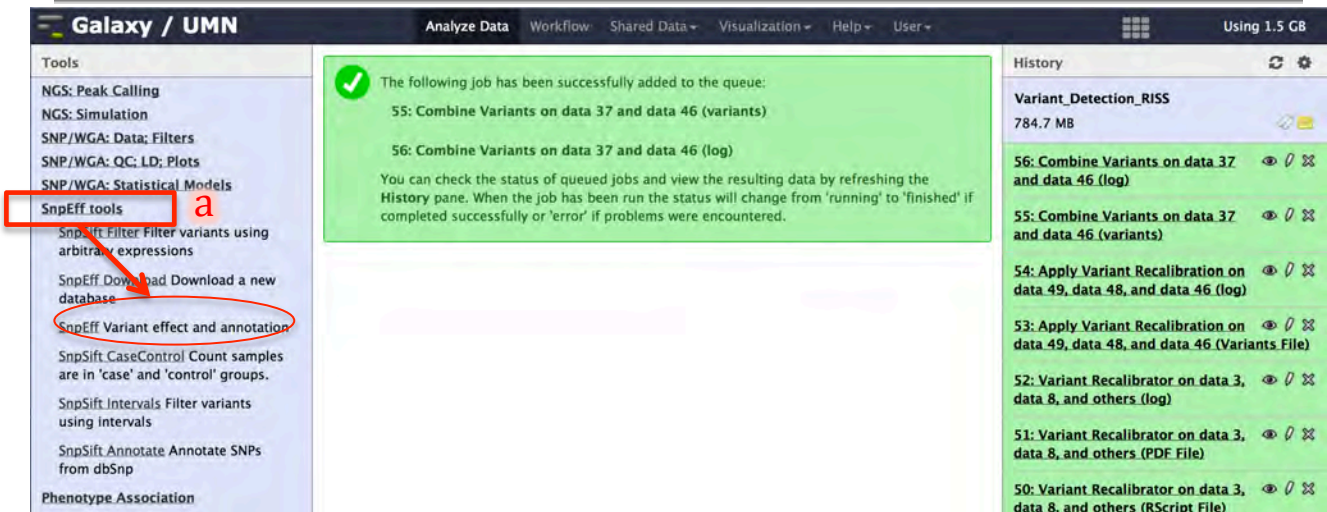 Galaxy / UMN
Analyze Data Workflow Shared Data Visualization Help User
Using 1.5 GB
Tools
NGS: Peak Calling
NGS: Simulation
SNP/WGA: Data; Filters
SNP/WGA: QC; LD; Plots
SNP/WGA: Statistical Models
SnpEff tools
a
SnpSift Filter Filter variants using
arbitrary expressions
SnpEff Download Download a new
database
SnpEff Variant effect and annotation
SnpSift CaseControl Count samples
are in 'case' and 'control' groups.
SnpSift Intervals Filter variants
using intervals
SnpSift Annotate Annotate SNPs
from dbSnp
Phenotype Association
The following job has been successfully added to the queue:
55: Combine Variants on data 37 and data 46 (variants)
56: Combine Variants on data 37 and data 46 (log)
You can check the status of queued jobs and view the resulting data by refreshing the
History pane. When the job has been run the status will change from 'running' to 'finished' if
completed successfully or 'error' if problems were encountered.
History
Variant_Detection_RISS
784.7 MB
56: Combine Variants on data 37
and data 46 (log)
55: Combine Variants on data 37
and data 46 (variants)
54: Apply Variant Recalibration on
data 49, data 48, and data 46 (log)
53: Apply Variant Recalibration on
data 49, data 48, and data 46 (Variants File)
52: Variant Recalibrator on data 3,
data 8, and others (log)
51: Variant Recalibrator on data 3,
data 8, and others (PDF File)
50: Variant Recalibrator on data 3,
data 8, and others (RScript File)